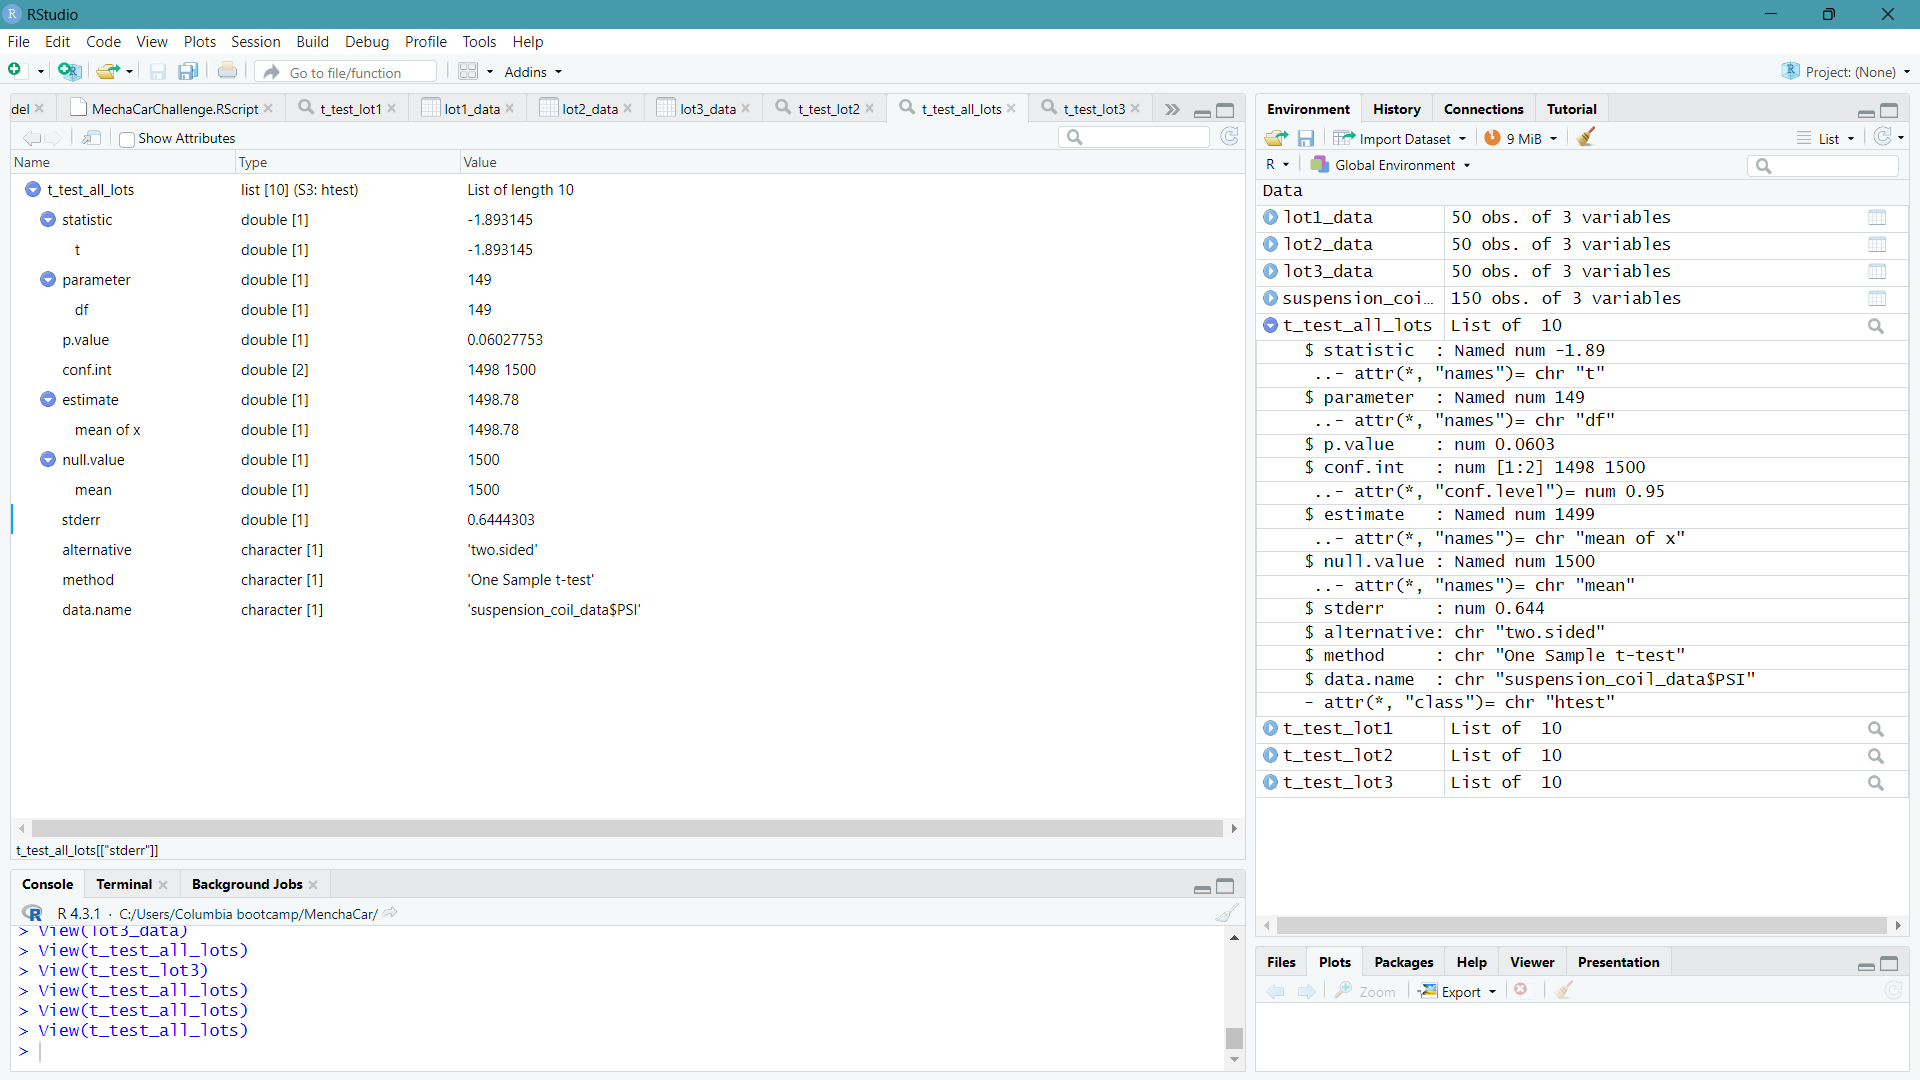 RStudio
File Edit Code View Plots Session Build Debug Profile Tools Help
Go to file/function Addins Project: (None)
del MechaCarChallenge.RScript t_test_lot1 lot1_data lot2_data lot3_data t_test_lot2 t_test_all_lots t_test_lot3
Show Attributes
Name Type Value
t_test_all_lots list [10] (S3: htest) List of length 10
statistic double [1] -1.893145
t double [1] -1.893145
parameter double [1] 149
df double [1] 149
p.value double [1] 0.06027753
conf.int double [2] 1498 1500
estimate double [1] 1498.78
mean of x double [1] 1498.78
null.value double [1] 1500
mean double [1] 1500
stderr double [1] 0.6444303
alternative character [1] 'two.sided'
method character [1] 'One Sample t-test'
data.name character [1] 'suspension_coil_data$PSI'
t_test_all_lots[["stderr"]]
Console Terminal Background Jobs
R R 4.3.1 · C:/Users/Columbia bootcamp/MenchaCar/
> View(lot3_data)
> View(t_test_all_lots)
> View(t_test_lot3)
> View(t_test_all_lots)
> View(t_test_all_lots)
> View(t_test_all_lots)
>
Environment History Connections Tutorial
Import Dataset 9 MiB List
R Global Environment
Data
lot1_data 50 obs. of 3 variables
lot2_data 50 obs. of 3 variables
lot3_data 50 obs. of 3 variables
suspension_coi… 150 obs. of 3 variables
t_test_all_lots List of 10
$ statistic : Named num -1.89
..- attr(*, "names")= chr "t"
$ parameter : Named num 149
..- attr(*, "names")= chr "df"
$ p.value : num 0.0603
$ conf.int : num [1:2] 1498 1500
..- attr(*, "conf.level")= num 0.95
$ estimate : Named num 1499
..- attr(*, "names")= chr "mean of x"
$ null.value : Named num 1500
..- attr(*, "names")= chr "mean"
$ stderr : num 0.644
$ alternative: chr "two.sided"
$ method : chr "One Sample t-test"
$ data.name : chr "suspension_coil_data$PSI"
- attr(*, "class")= chr "htest"
t_test_lot1 List of 10
t_test_lot2 List of 10
t_test_lot3 List of 10
Files Plots Packages Help Viewer Presentation
Zoom Export